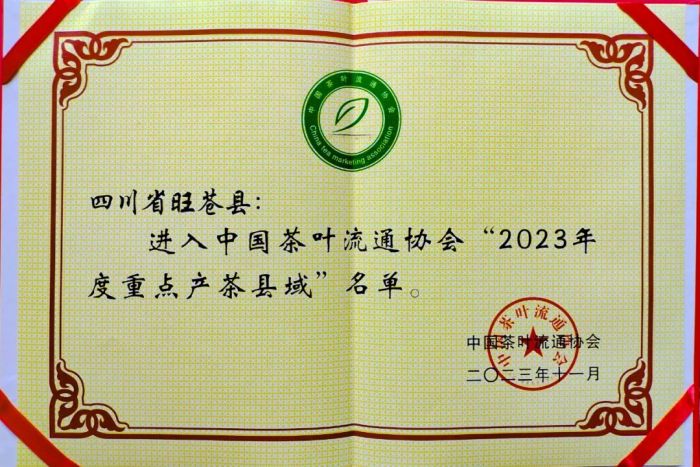 中国茶叶流通协会
China tea marketing association
四川省旺苍县：
进入中国茶叶流通协会“2023年
度重点产茶县域”名单。
中国茶叶流通协会
中国茶叶流通协会
二〇二三年十一月